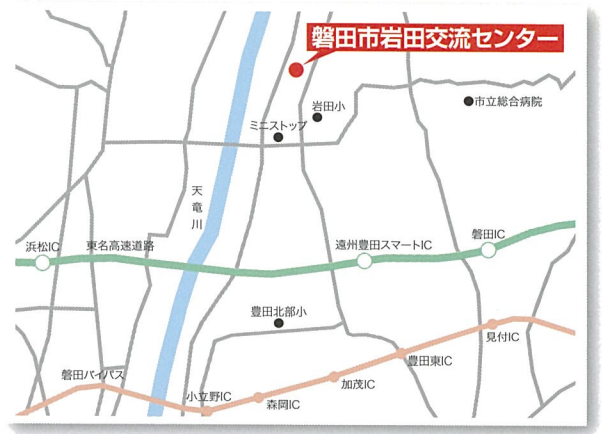 磐田市岩田交流センター
岩田小
市立総合病院
ミニストップ
天竜川
浜松IC
東名高速道路
遠州豊田スマートIC
磐田IC
豊田北部小
見付IC
豊田東IC
磐田バイパス
加茂IC
小立野IC
森岡IC